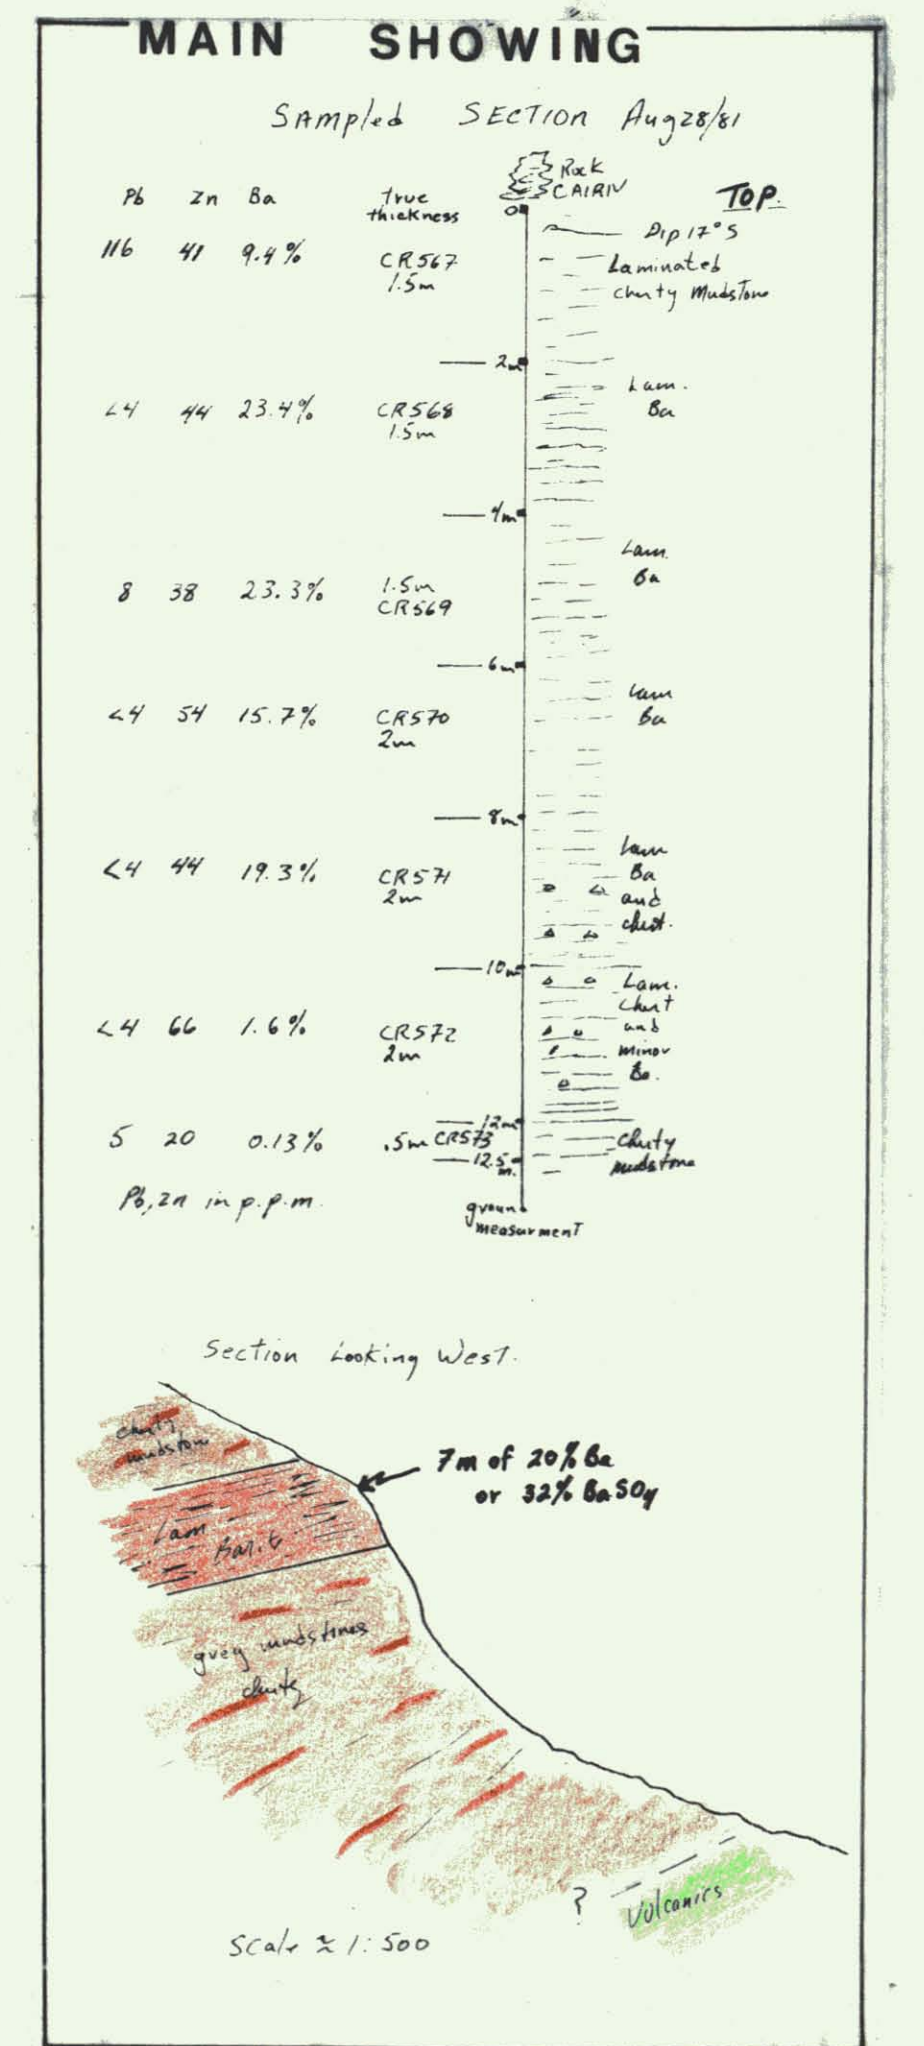 MAIN SHOWING
SAMPled SECTION Aug 28/81
Rock
CAIRN
Pb Zn Ba true thickness
TOP.
0
Dip 17° S
116 41 9.4% CR567
1.5m
Laminated
cherty Mudstone
2m
<4 44 23.4% CR568
1.5m
Lam.
Ba
4m
Lam.
Ba
8 38 23.3% 1.5m
CR569
6m
Lam
Ba
<4 54 15.7% CR570
2m
8m
Lam
Ba
and
chert.
<4 44 19.3% CR571
2m
10m
Lam.
Chert
and
minor
Ba.
<4 66 1.6% CR572
2m
12m
5 20 0.13% .5m CR573
cherty
mudstone
12.5
m.
Pb, Zn in p.p.m.
ground
measurment
Section Looking West.
cherty
mudstone
7m of 20% Ba
or 32% BaSO4
Lam
Barite
grey mudstones
cherty
?
Volcanics
Scale ≈ 1:500